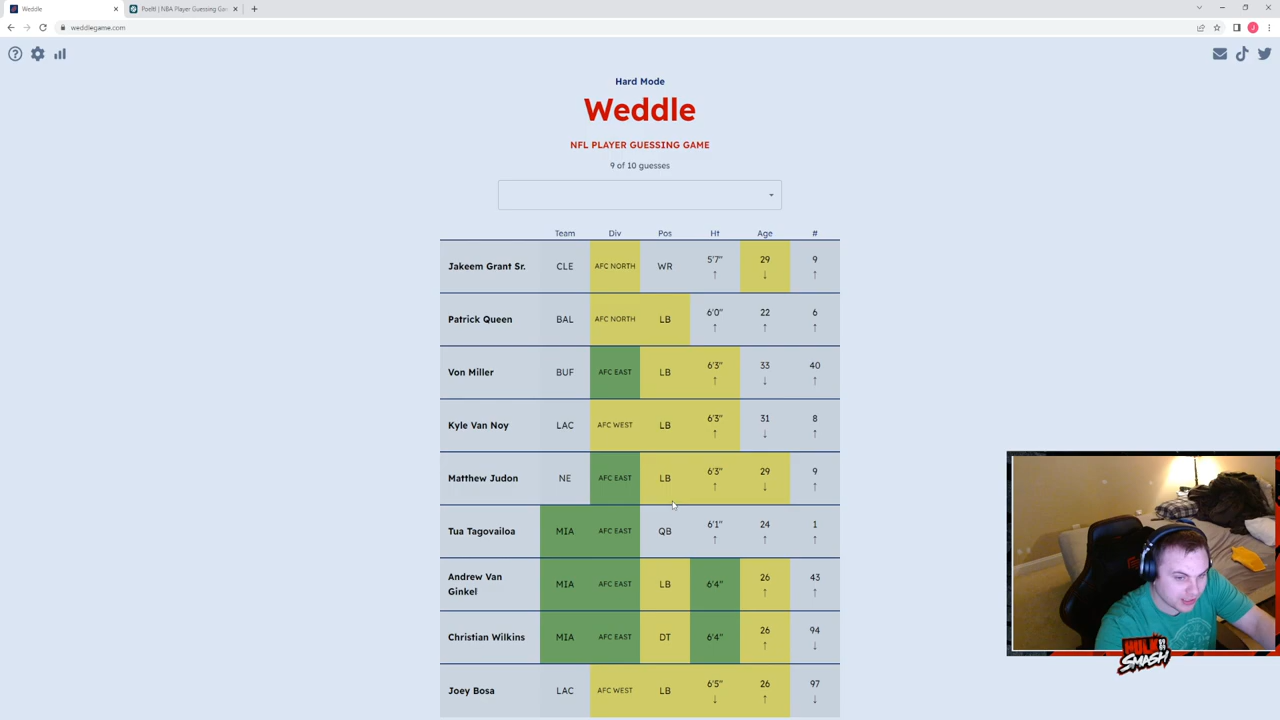 Weddle
Poeltl | NBA Player Guessing Ga
weddlegame.com
Hard Mode
Weddle
NFL PLAYER GUESSING GAME
9 of 10 guesses
Team Div Pos Ht Age #
Jakeem Grant Sr. CLE AFC NORTH WR 5'7" ↑ 29 ↓ 9 ↑
Patrick Queen BAL AFC NORTH LB 6'0" ↑ 22 ↑ 6 ↑
Von Miller BUF AFC EAST LB 6'3" ↑ 33 ↓ 40 ↑
Kyle Van Noy LAC AFC WEST LB 6'3" ↑ 31 ↓ 8 ↑
Matthew Judon NE AFC EAST LB 6'3" ↑ 29 ↓ 9 ↑
Tua Tagovailoa MIA AFC EAST QB 6'1" ↑ 24 ↑ 1 ↑
Andrew Van
Ginkel MIA AFC EAST LB 6'4" 26 ↑ 43 ↑
Christian Wilkins MIA AFC EAST DT 6'4" 26 ↑ 94 ↓
Joey Bosa LAC AFC WEST LB 6'5" ↓ 26 ↑ 97 ↓
HULK
SMASH